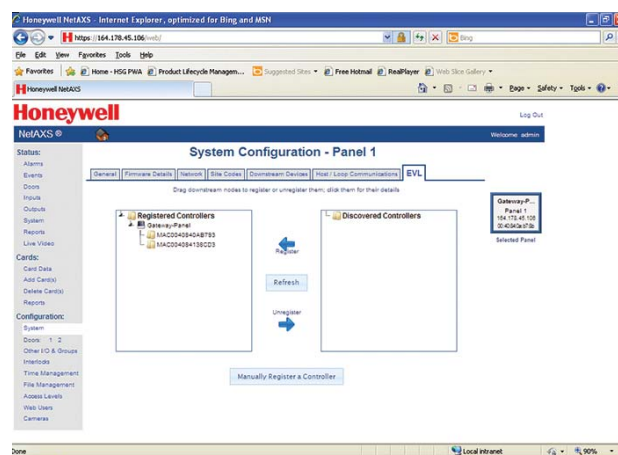 Honeywell NetAXS - Internet Explorer, optimized for Bing and MSN
https://164.178.45.106/web/
Bing
File Edit View Favorites Tools Help
Favorites Home - HSG PWA Product Lifecycle Managem... Suggested Sites Free Hotmail RealPlayer Web Slice Gallery
Honeywell NetAXS
Page Safety Tools
Honeywell
Log Out
NetAXS ®
Welcome admin
Status:
Alarms
Events
Doors
Inputs
Outputs
System
Reports
Live Video
Cards:
Card Data
Add Card(s)
Delete Card(s)
Reports
Configuration:
System
Doors: 1 2
Other I/O & Groups
Interlocks
Time Management
File Management
Access Levels
Web Users
Cameras
System Configuration - Panel 1
General Firmware Details Network Site Codes Downstream Devices Host / Loop Communications EVL
Drag downstream nodes to register or unregister them; click them for their details
Registered Controllers
Gateway-Panel
MAC0040840AB793
MAC004084138CD3
Register
Refresh
Unregister
Discovered Controllers
Gateway-P...
Panel 1
164.178.45.106
Selected Panel
Manually Register a Controller
Done
Local intranet
90%